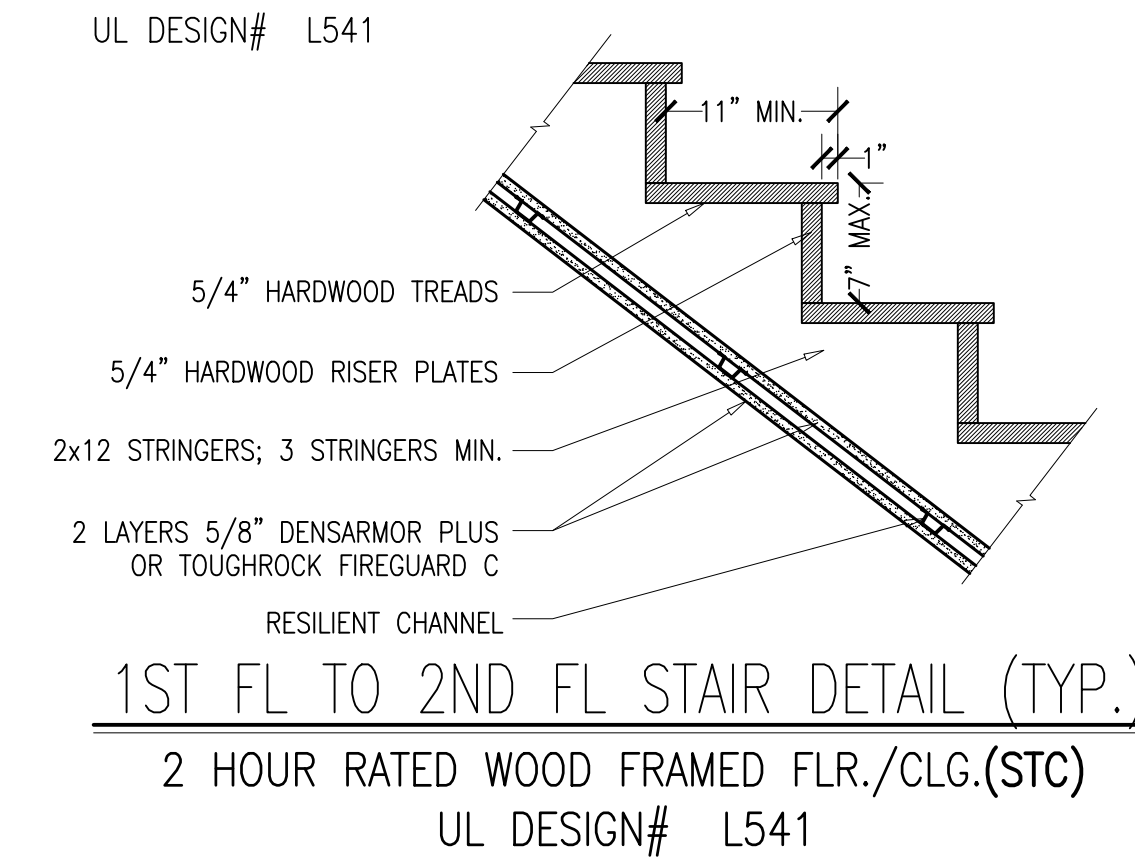 UL DESIGN# L541
11" MIN.
1"
7" MAX.
5/4" HARDWOOD TREADS
5/4" HARDWOOD RISER PLATES
2x12 STRINGERS; 3 STRINGERS MIN.
2 LAYERS 5/8" DENSARMOR PLUS
OR TOUGHROCK FIREGUARD C
RESILIENT CHANNEL
1ST FL TO 2ND FL STAIR DETAIL (TYP.)
2 HOUR RATED WOOD FRAMED FLR./CLG.(STC)
UL DESIGN# L541